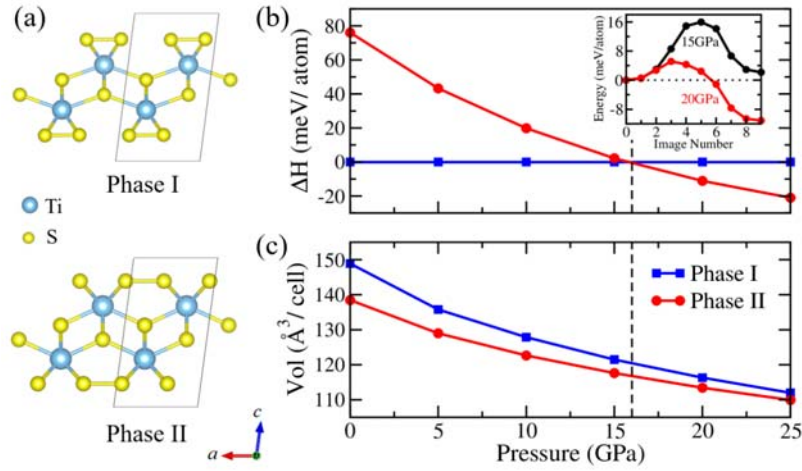 (a)
Phase I
Ti
S
Phase II
a
c
(b)
ΔH (meV/ atom)
80
60
40
20
0
-20
Energy (meV/atom)
16
8
0
-8
15GPa
20GPa
0 2 4 6 8
Image Number
(c)
Vol (Å³/ cell)
150
140
130
120
110
Phase I
Phase II
0 5 10 15 20 25
Pressure (GPa)